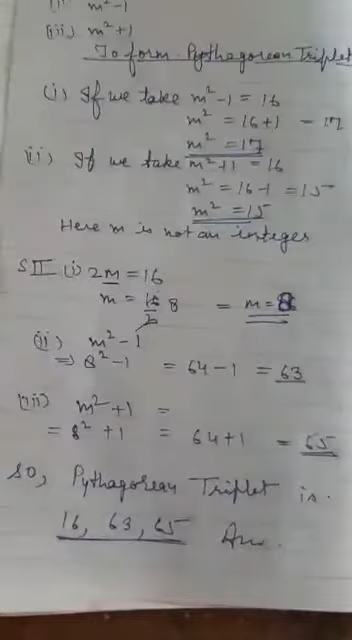 (ii) m²-1
(iii) m²+1
To form Pythagorean Triplet
(i) If we take m²-1 = 16
m² = 16+1 = 17
m² = 17
(ii) If we take m²+1 = 16
m² = 16-1 = 15
m² = 15
Here m is not an integer
S II (i) 2m = 16
m = 16/2 8 = m = 8
(ii) m²-1
⇒ 8²-1 = 64-1 = 63
(iii) m²+1 =
= 8²+1 = 64+1 = 65
So, Pythagorean Triplet is.
16, 63, 65 Ans.